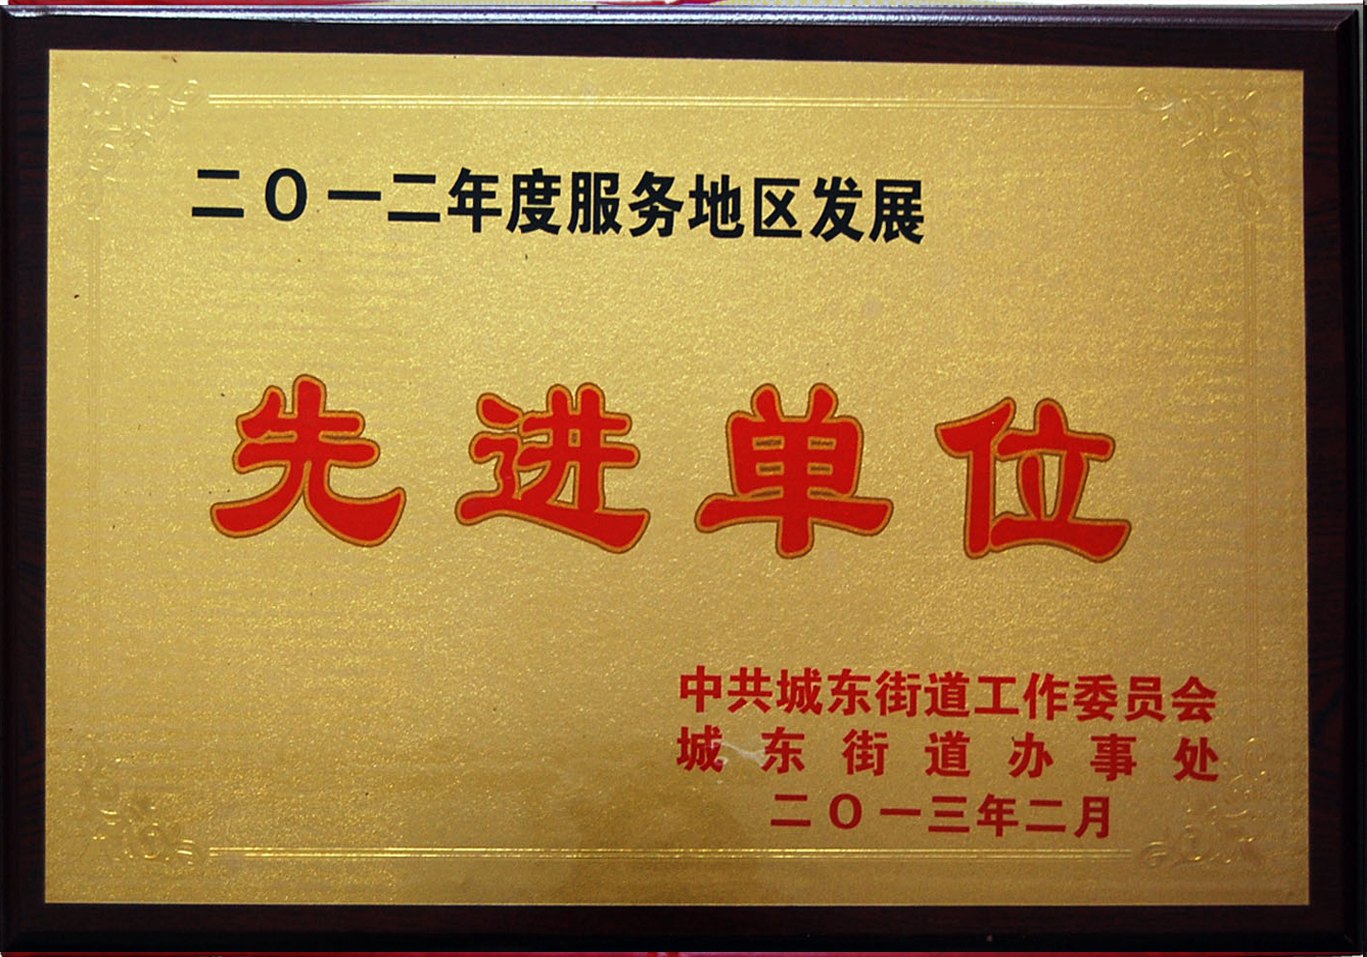 二〇一二年度服务地区发展
先进单位
中共城东街道工作委员会
城东街道办事处
二〇一三年二月